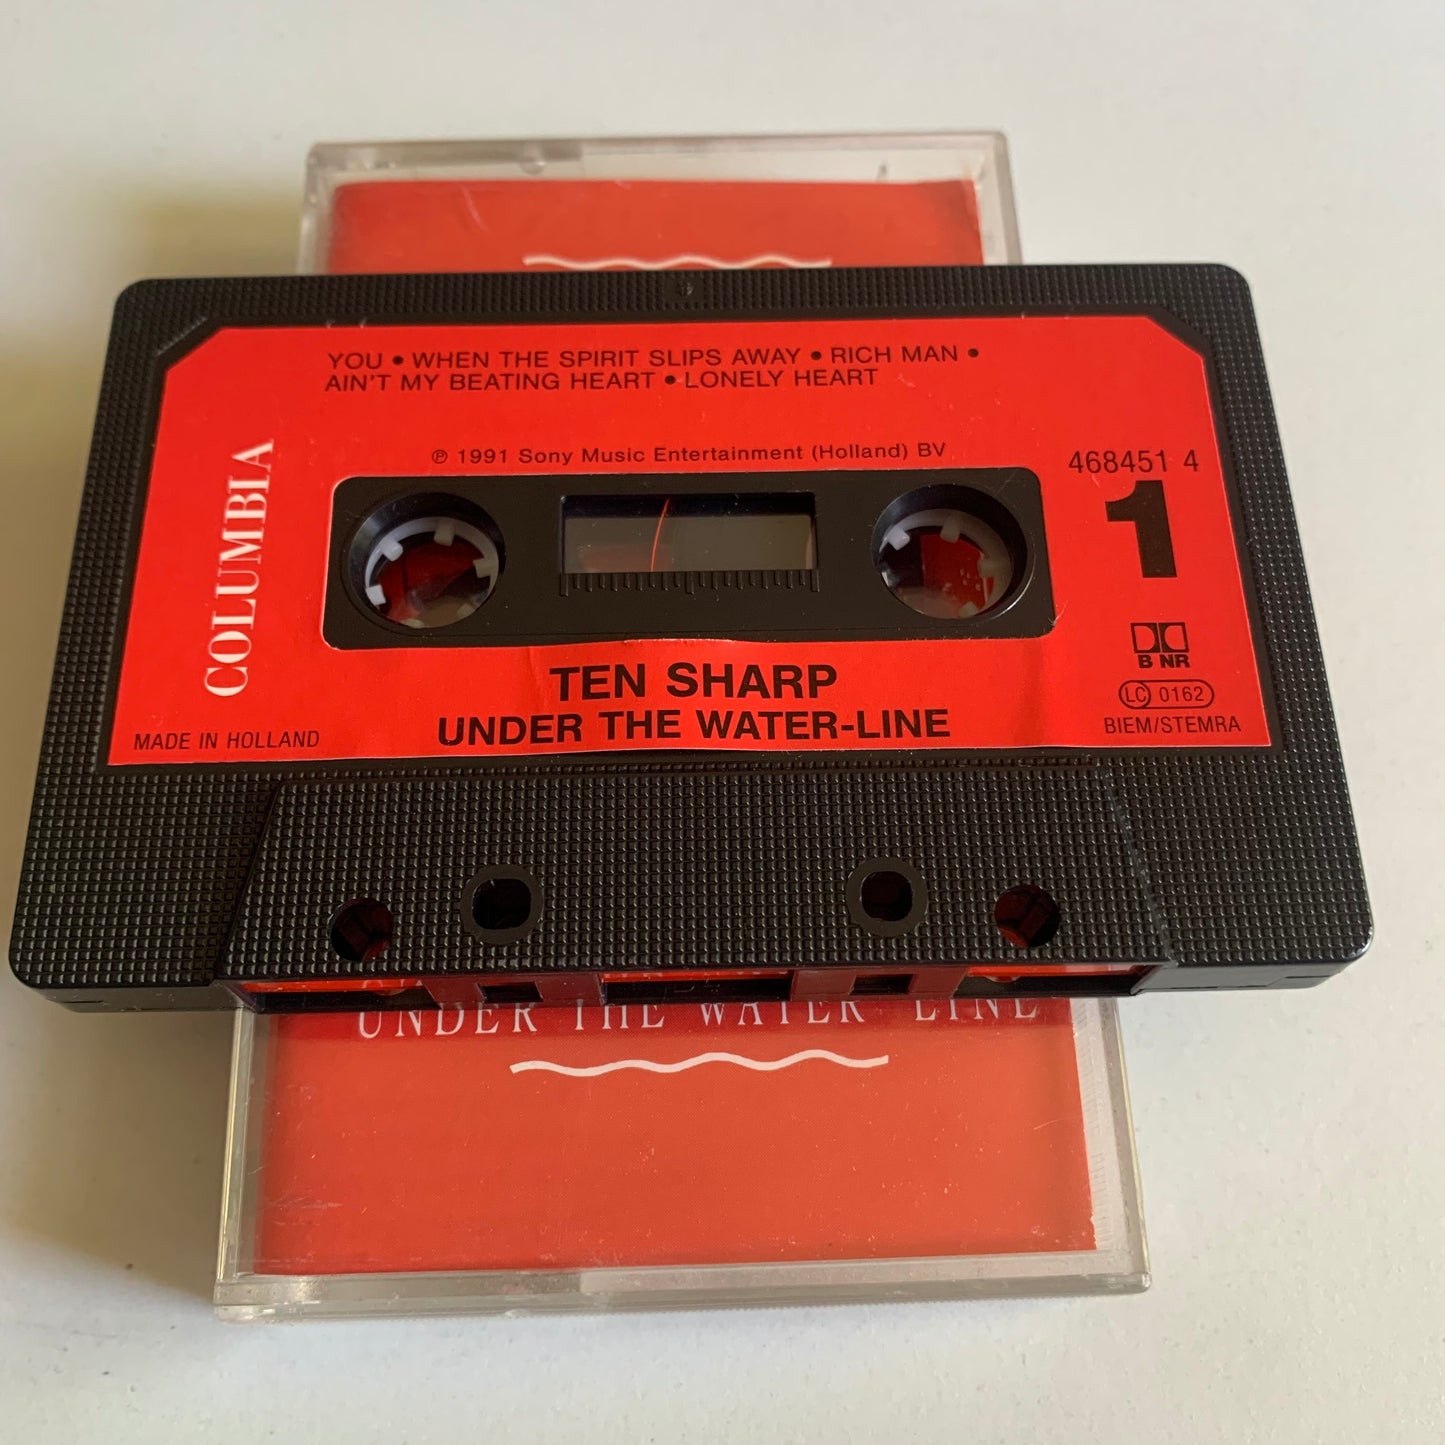 YOU • WHEN THE SPIRIT SLIPS AWAY • RICH MAN •
AIN'T MY BEATING HEART • LONELY HEART
℗ 1991 Sony Music Entertainment (Holland) BV
468451 4
1
COLUMBIA
B NR
LC 0162
BIEM/STEMRA
MADE IN HOLLAND
TEN SHARP
UNDER THE WATER-LINE
UNDER THE WATER-LINE